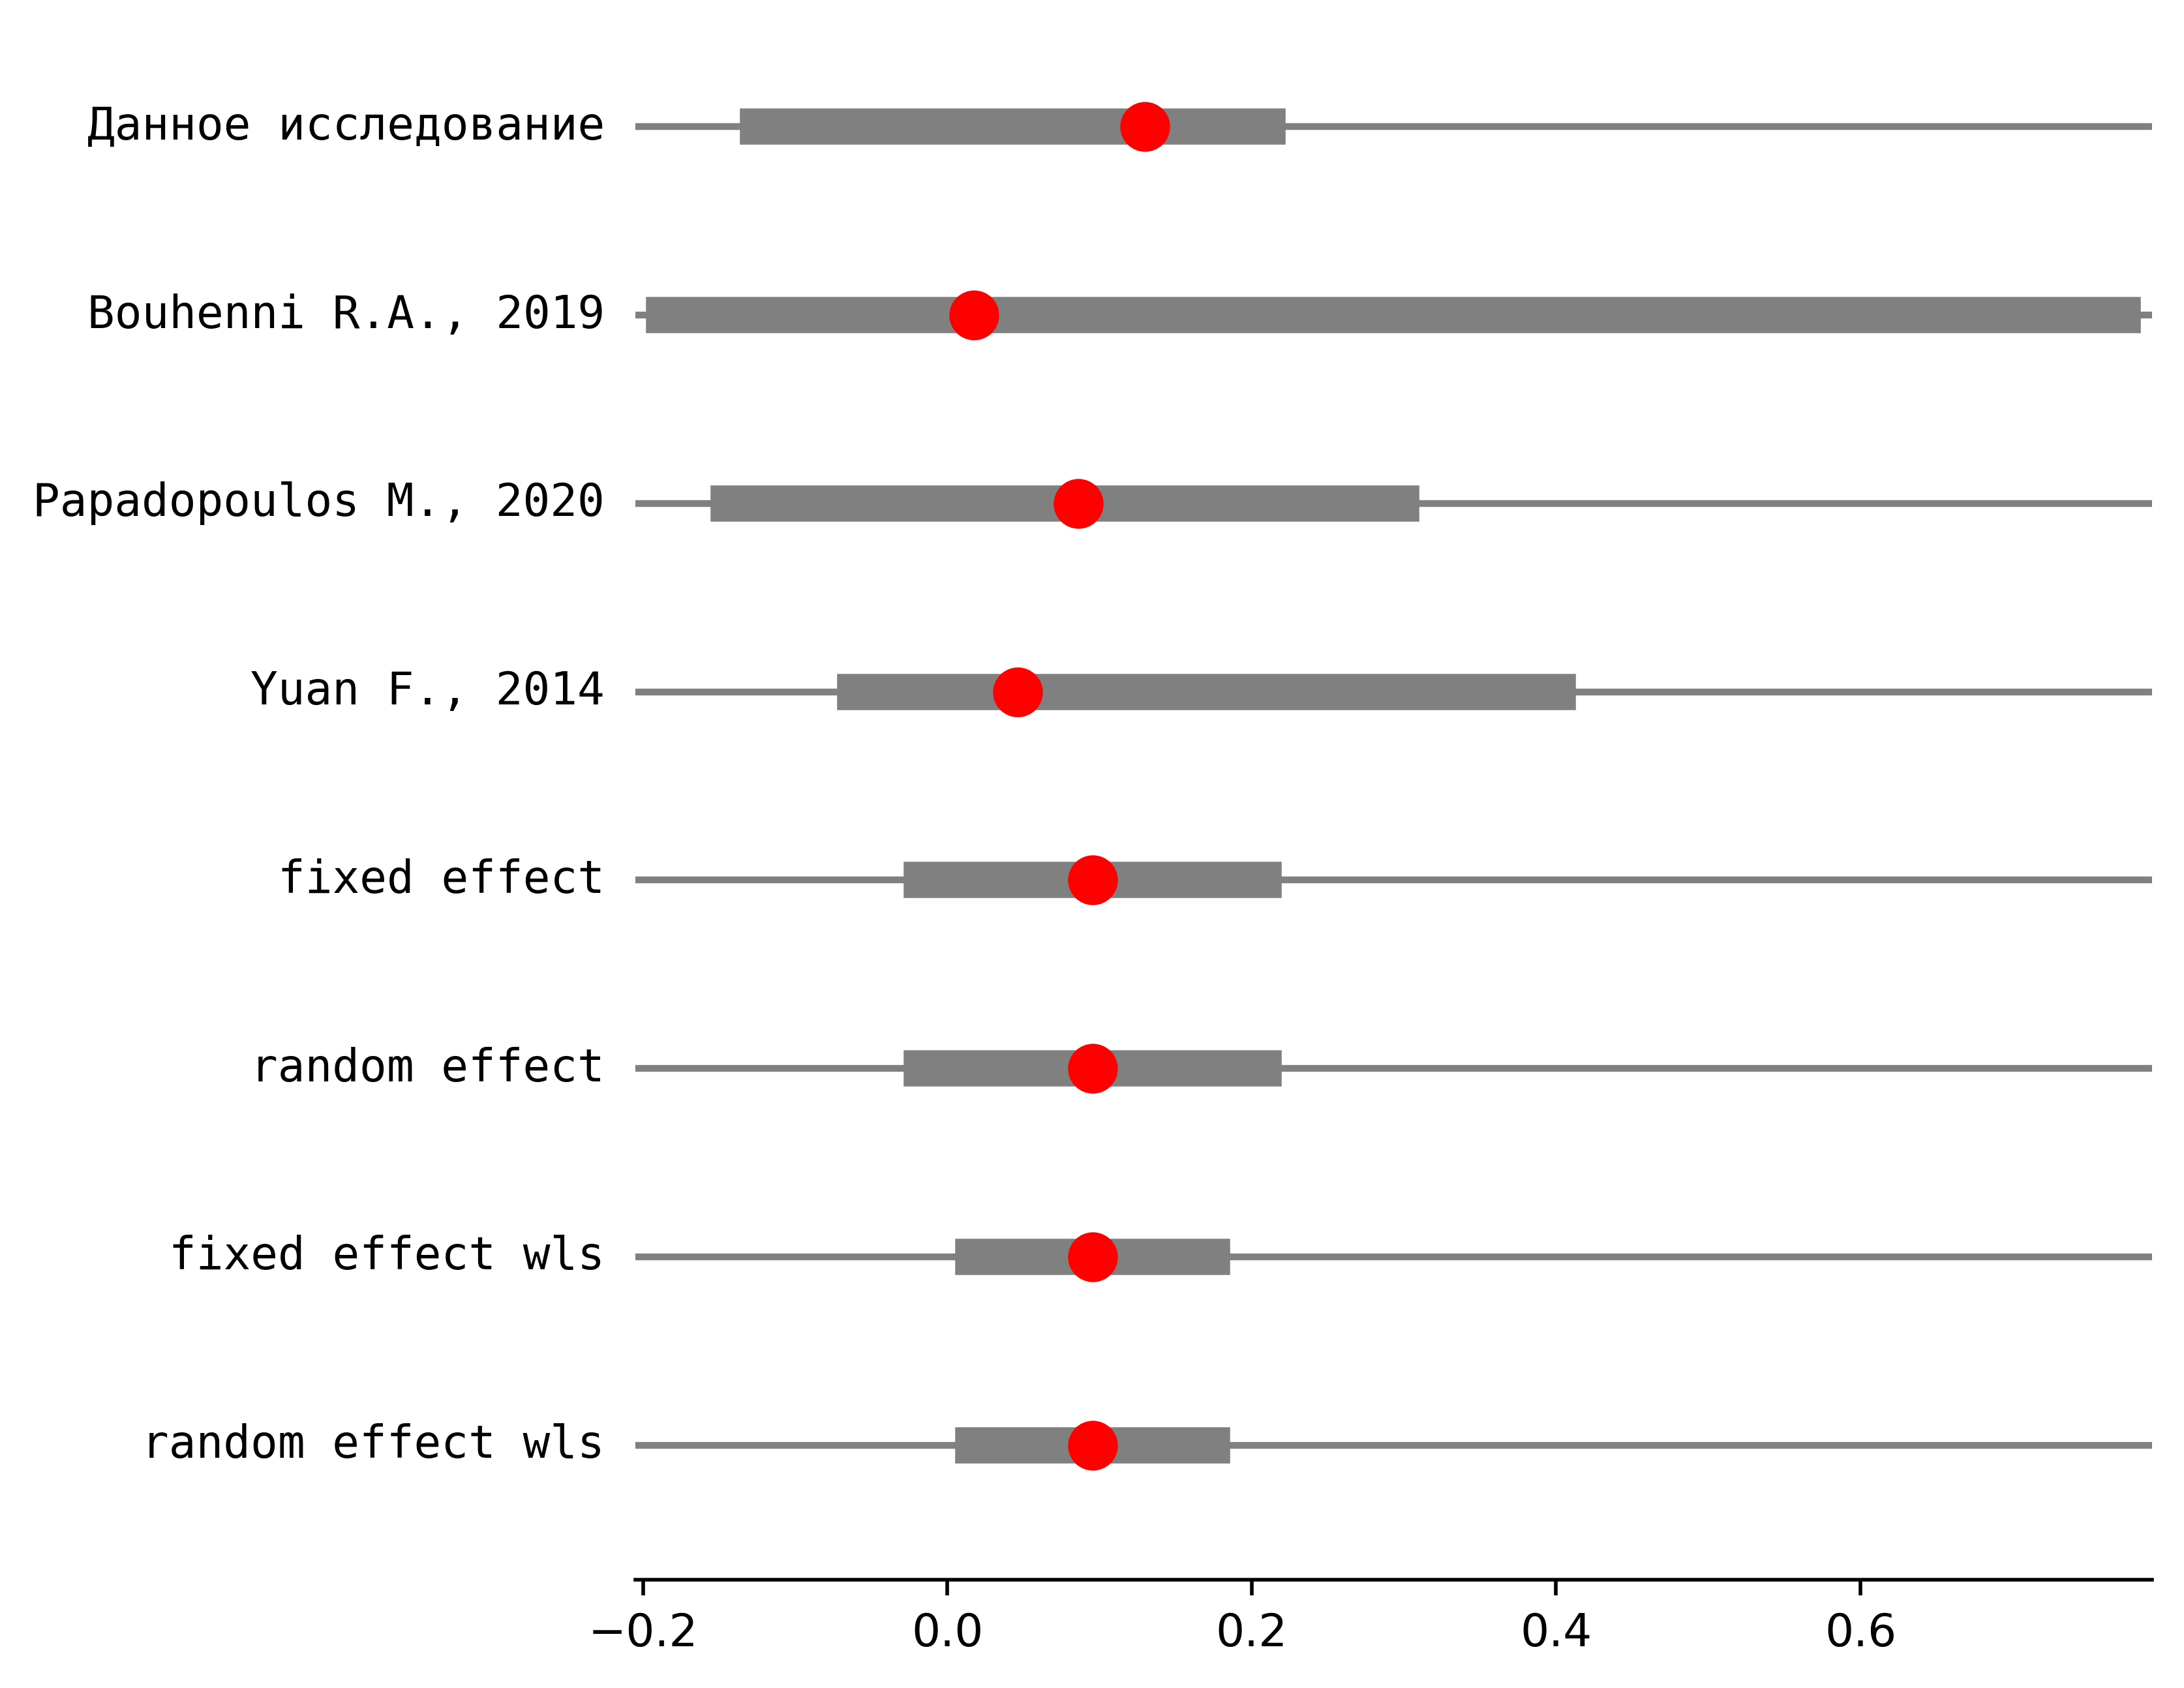 Данное исследование
Bouhenni R.A., 2019
Papadopoulos M., 2020
Yuan F., 2014
fixed effect
random effect
fixed effect wls
random effect wls
−0.2 0.0 0.2 0.4 0.6